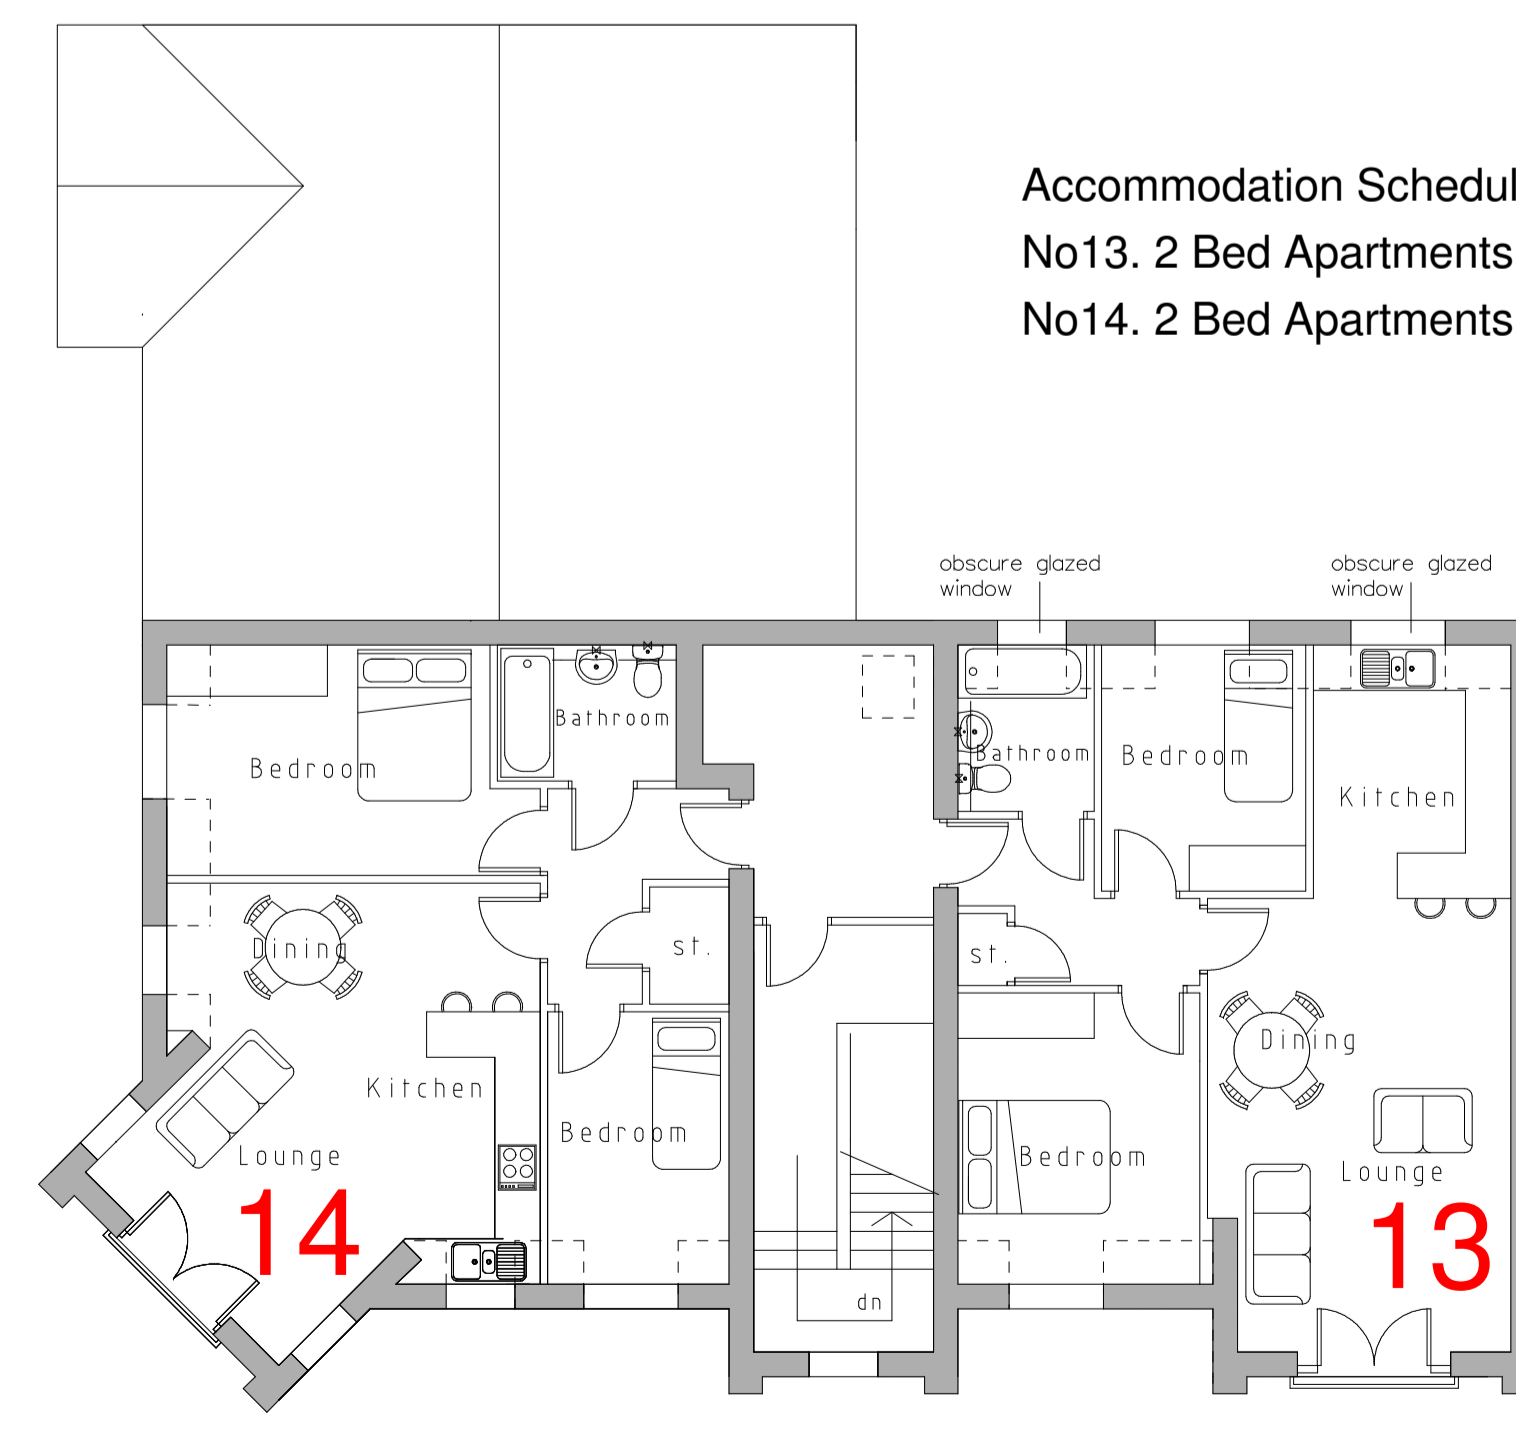 Accommodation Schedul
No13. 2 Bed Apartments
No14. 2 Bed Apartments
obscure glazed
window
obscure glazed
window
Bathroom
Bedroom
Bathroom
Bedroom
Kitchen
Dining
st.
st.
Dining
Kitchen
Bedroom
Lounge
Bedroom
Lounge
14
13
dn